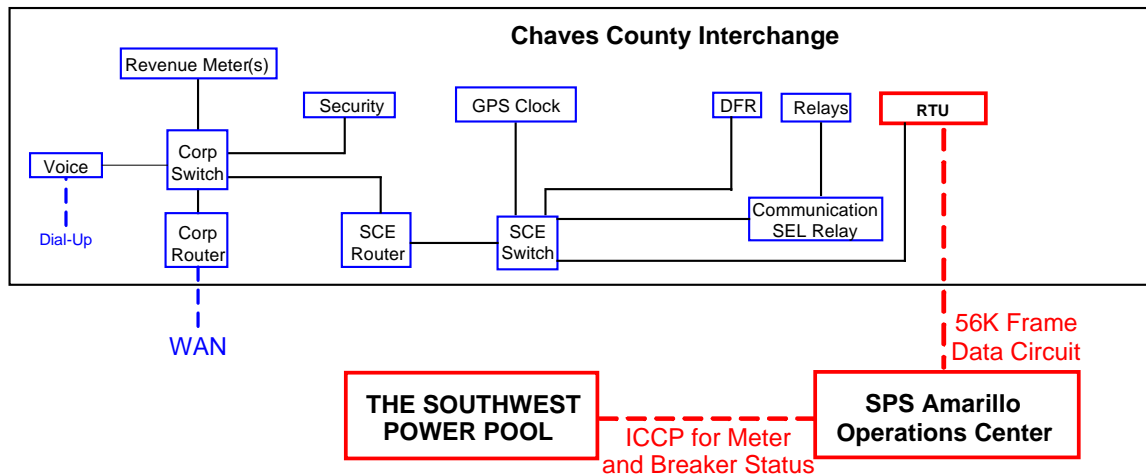 Chaves County Interchange
Revenue Meter(s)
Security
GPS Clock
DFR
Relays
RTU
Voice
Corp
Switch
Dial-Up
Corp
Router
SCE
Router
SCE
Switch
Communication
SEL Relay
WAN
56K Frame
Data Circuit
THE SOUTHWEST
POWER POOL
ICCP for Meter
and Breaker Status
SPS Amarillo
Operations Center